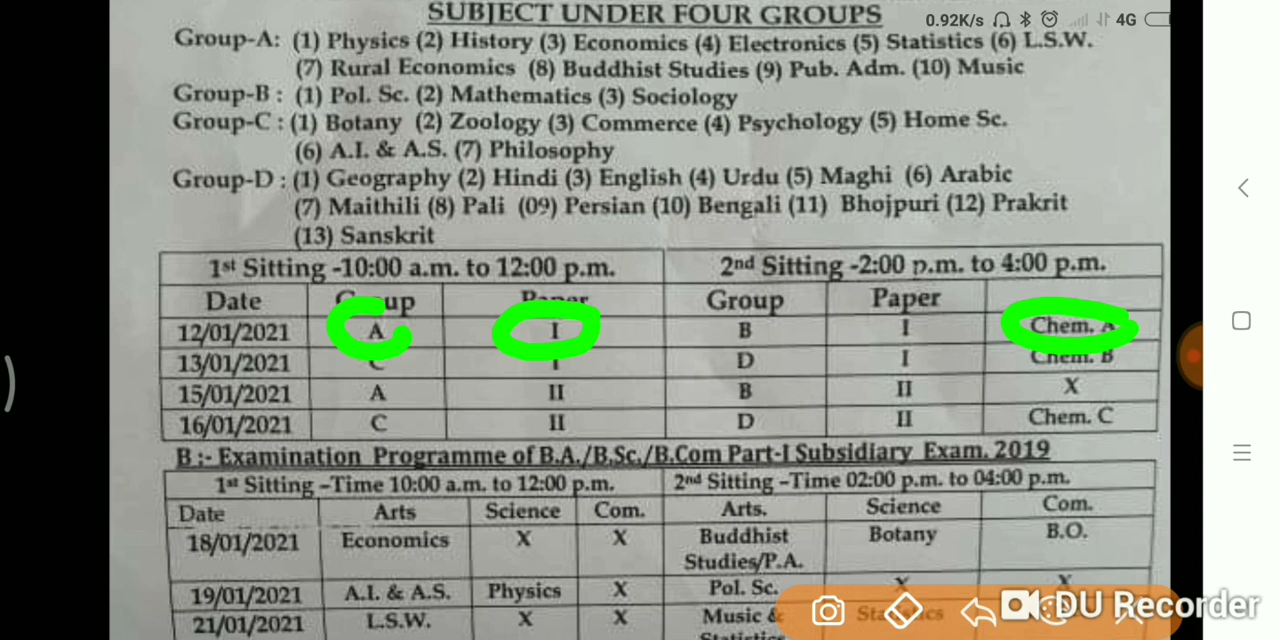 SUBJECT UNDER FOUR GROUPS
0.92K/s 4G
Group-A: (1) Physics (2) History (3) Economics (4) Electronics (5) Statistics (6) L.S.W.
(7) Rural Economics (8) Buddhist Studies (9) Pub. Adm. (10) Music
Group-B : (1) Pol. Sc. (2) Mathematics (3) Sociology
Group-C : (1) Botany (2) Zoology (3) Commerce (4) Psychology (5) Home Sc.
(6) A.I. & A.S. (7) Philosophy
Group-D : (1) Geography (2) Hindi (3) English (4) Urdu (5) Maghi (6) Arabic
(7) Maithili (8) Pali (09) Persian (10) Bengali (11) Bhojpuri (12) Prakrit
(13) Sanskrit
1st Sitting -10:00 a.m. to 12:00 p.m. 2nd Sitting -2:00 p.m. to 4:00 p.m.
Date Group Paper Group Paper
12/01/2021 A I B I Chem. A
13/01/2021 C I D I Chem. B
15/01/2021 A II B II X
16/01/2021 C II D II Chem. C
B :- Examination Programme of B.A./B.Sc./B.Com Part-I Subsidiary Exam. 2019
1st Sitting –Time 10:00 a.m. to 12:00 p.m. 2nd Sitting –Time 02:00 p.m. to 04:00 p.m.
Date Arts Science Com. Arts. Science Com.
18/01/2021 Economics X X Buddhist Studies/P.A. Botany B.O.
19/01/2021 A.I. & A.S. Physics X Pol. Sc. X X
21/01/2021 L.S.W. X X Music & Statistics Statistics
DU Recorder